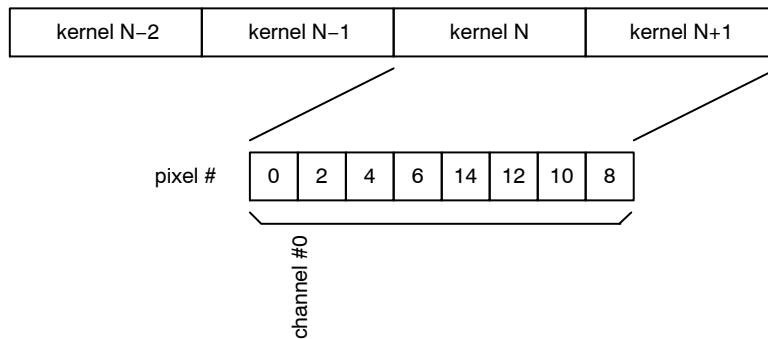 kernel N−2 kernel N−1 kernel N kernel N+1
pixel # 0 2 4 6 14 12 10 8
channel #0